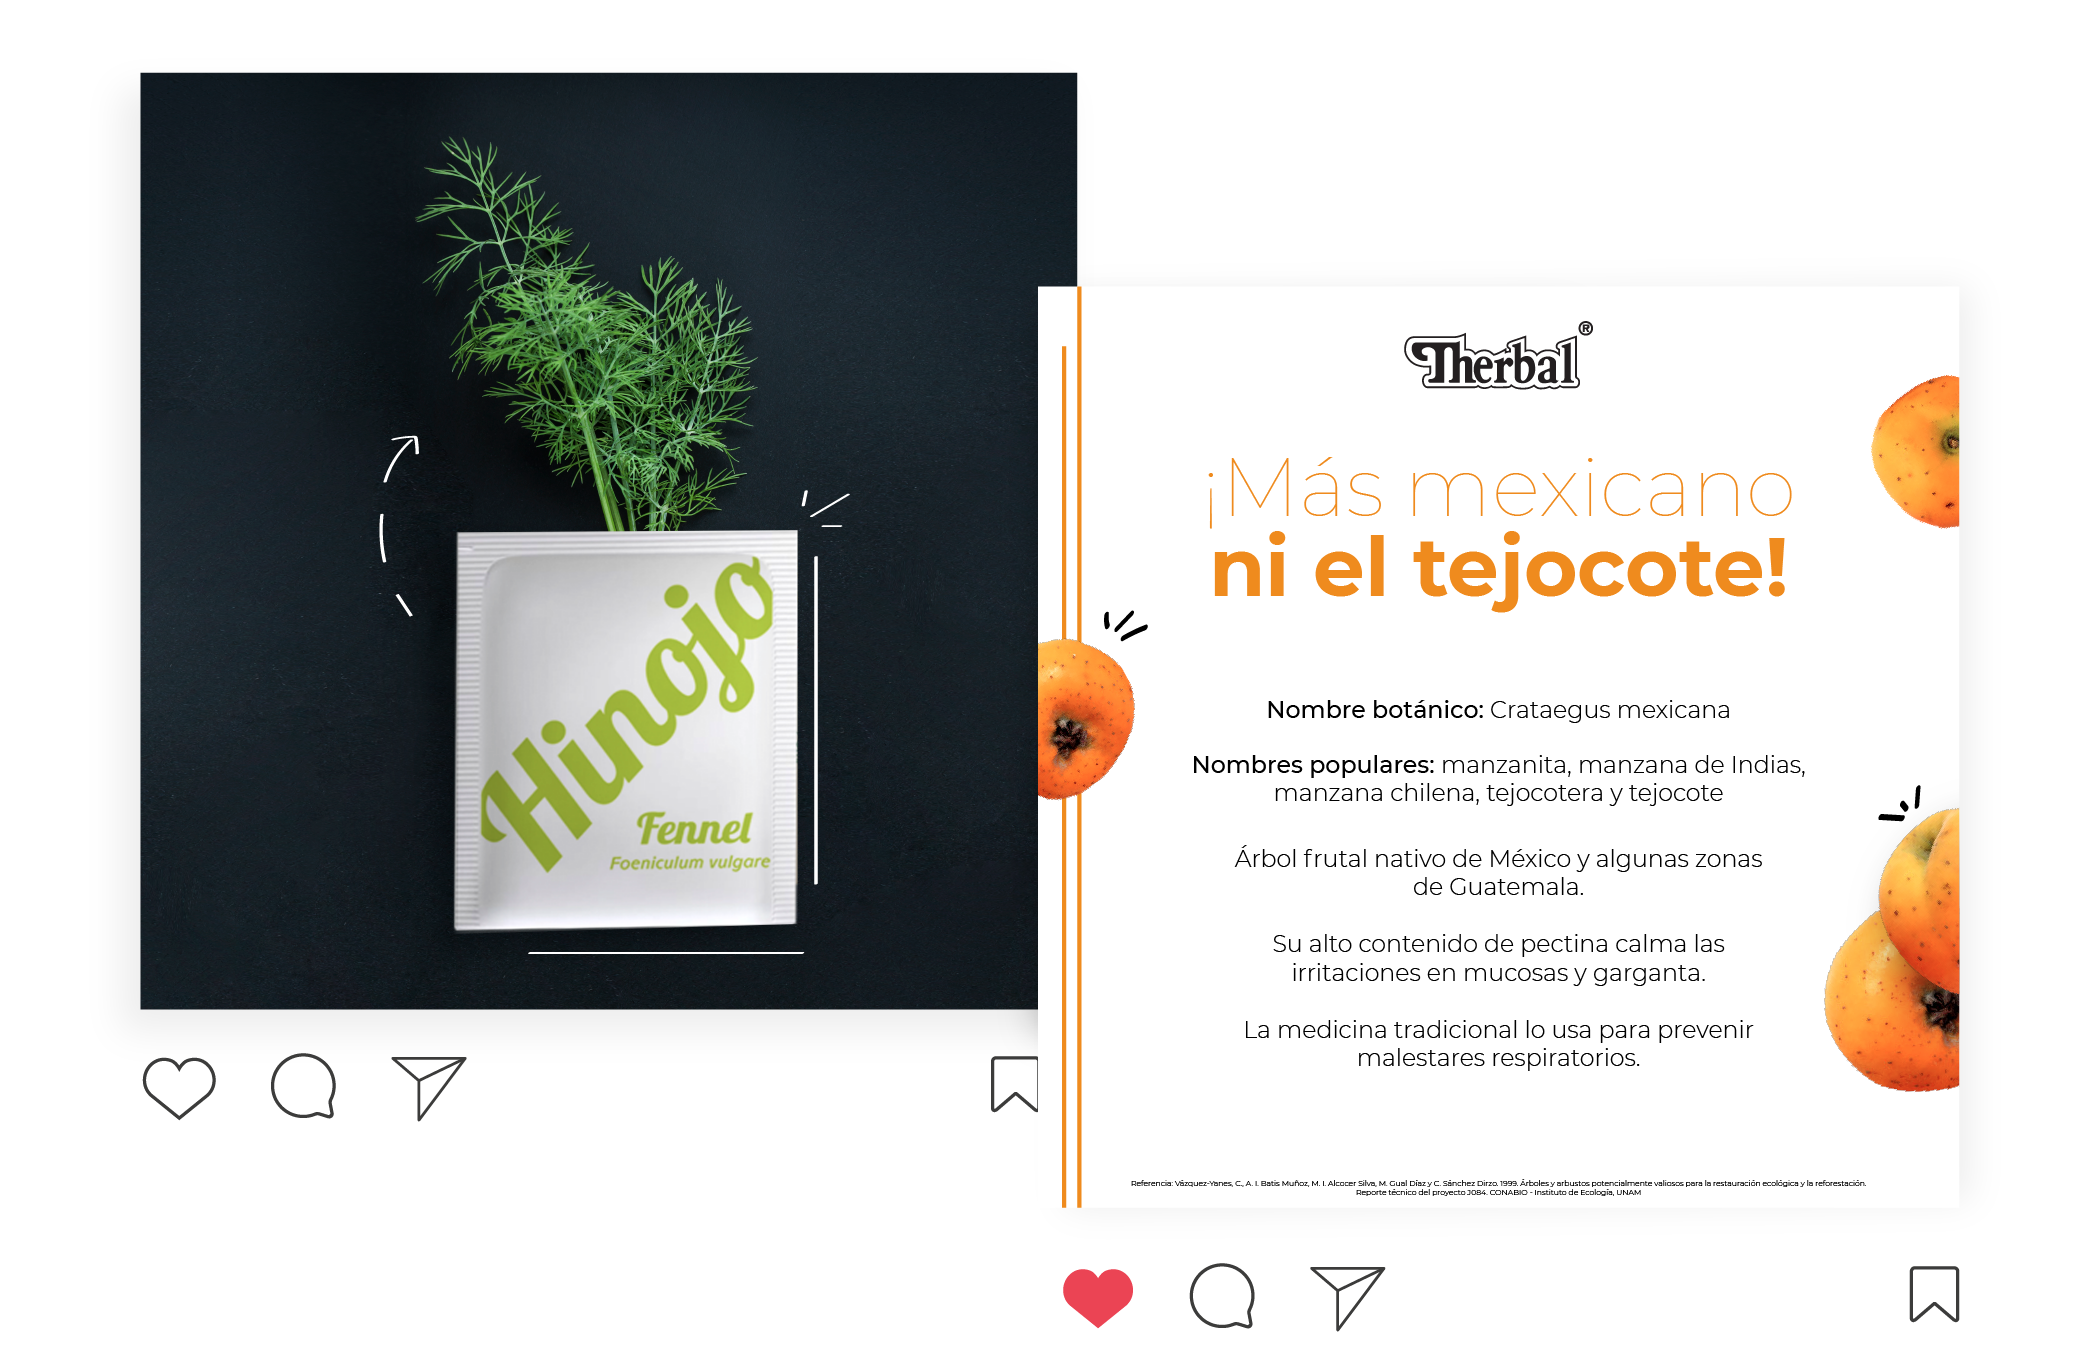 Hinojo
Fennel
Foeniculum vulgare
Therbal®
¡Más mexicano
ni el tejocote!
Nombre botánico: Crataegus mexicana
Nombres populares: manzanita, manzana de Indias,
manzana chilena, tejocotera y tejocote
Árbol frutal nativo de México y algunas zonas
de Guatemala.
Su alto contenido de pectina calma las
irritaciones en mucosas y garganta.
La medicina tradicional lo usa para prevenir
malestares respiratorios.
Referencia: Vázquez-Yanes, C., A. I. Batis Muñoz, M. I. Alcocer Silva, M. Gual Díaz y C. Sánchez Dirzo. 1999. Árboles y arbustos potencialmente valiosos para la restauración ecológica y la reforestación.
Reporte técnico del proyecto J084. CONABIO - Instituto de Ecología, UNAM